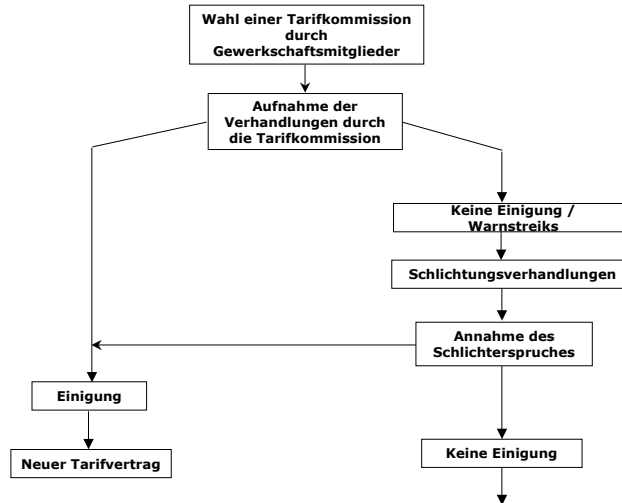 Wahl einer Tarifkommission
durch
Gewerkschaftsmitglieder
Aufnahme der
Verhandlungen durch
die Tarifkommission
Keine Einigung /
Warnstreiks
Schlichtungsverhandlungen
Annahme des
Schlichterspruches
Einigung
Neuer Tarifvertrag
Keine Einigung